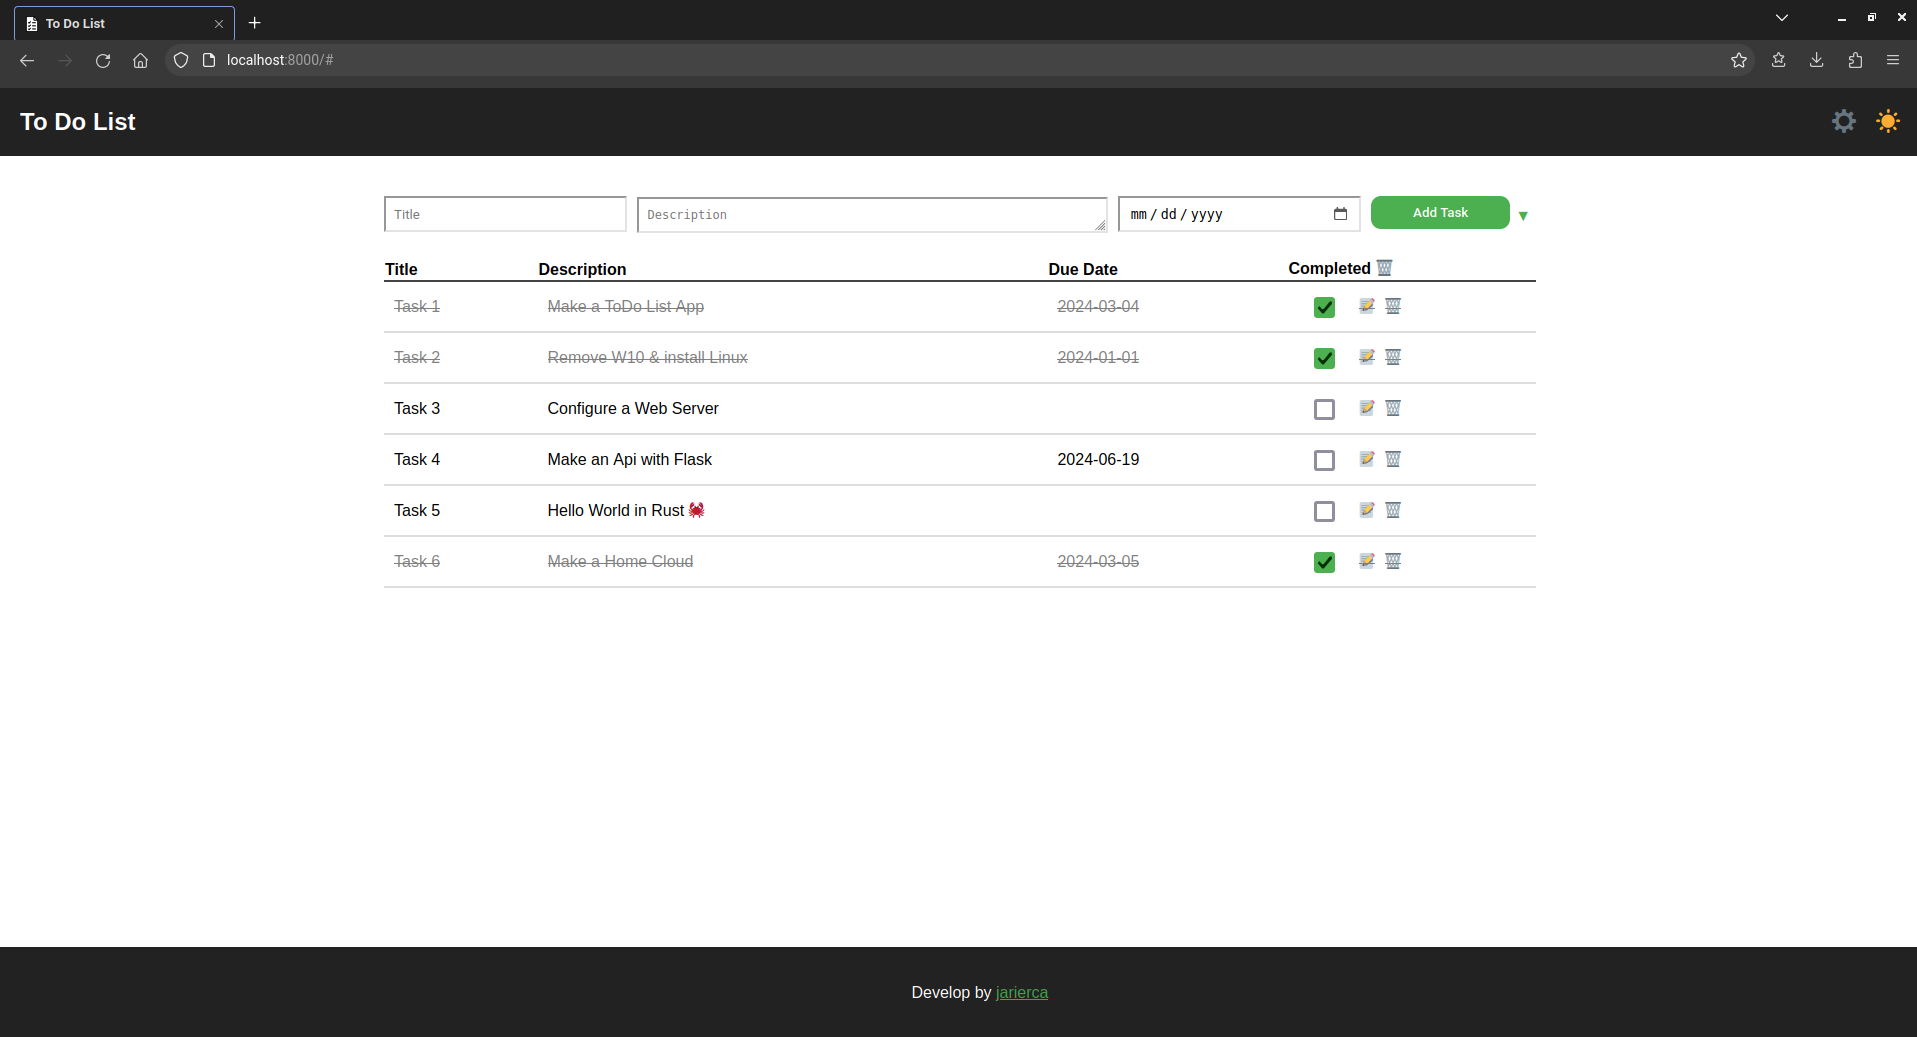 To Do List
localhost:8000/#
To Do List
Title Description mm/dd/yyyy Add Task
Title Description Due Date Completed
Task 1 Make a ToDo List App 2024-03-04
Task 2 Remove W10 & install Linux 2024-01-01
Task 3 Configure a Web Server
Task 4 Make an Api with Flask 2024-06-19
Task 5 Hello World in Rust 🦀
Task 6 Make a Home Cloud 2024-03-05
Develop by jarierca